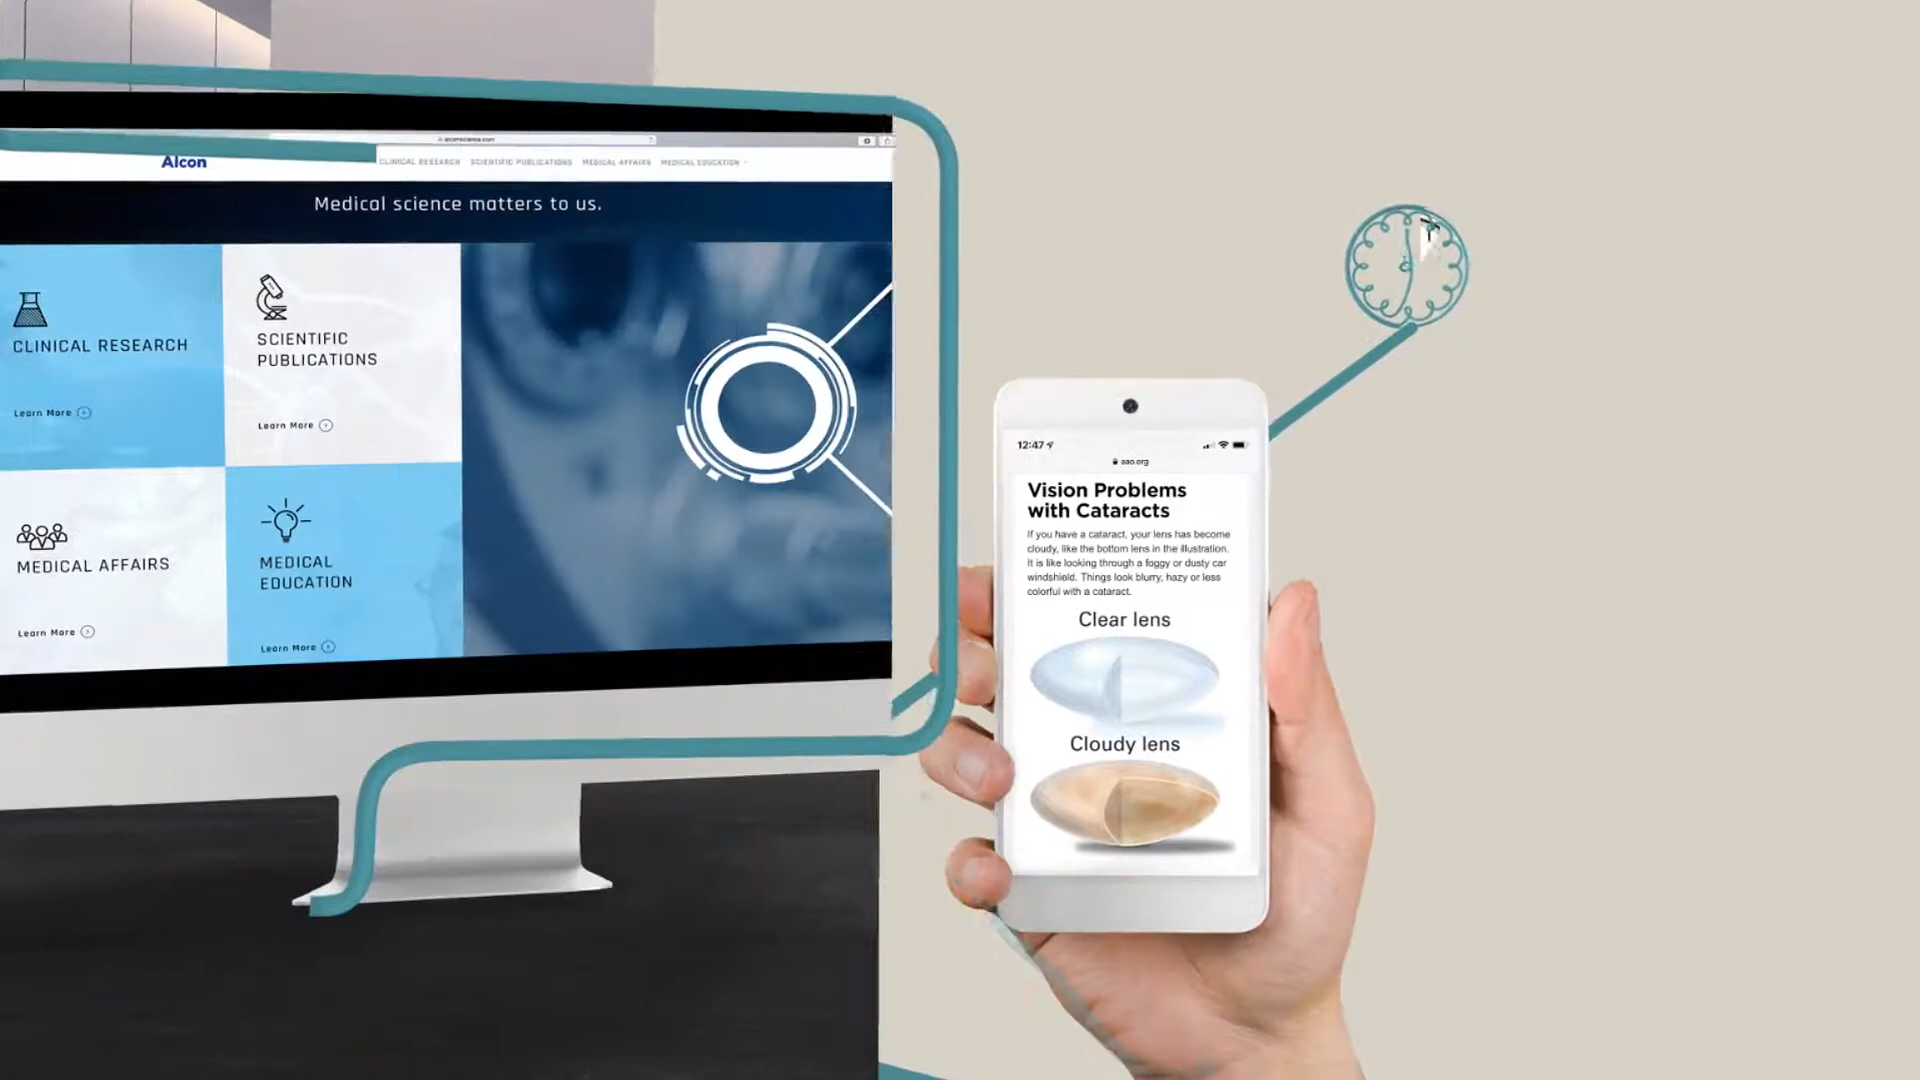 alconscience.com
Alcon
CLINICAL RESEARCH SCIENTIFIC PUBLICATIONS MEDICAL AFFAIRS MEDICAL EDUCATION
Medical science matters to us.
CLINICAL RESEARCH
Learn More
SCIENTIFIC
PUBLICATIONS
Learn More
MEDICAL AFFAIRS
Learn More
MEDICAL
EDUCATION
Learn More
12:47
aao.org
Vision Problems
with Cataracts
If you have a cataract, your lens has become
cloudy, like the bottom lens in the illustration.
It is like looking through a foggy or dusty car
windshield. Things look blurry, hazy or less
colorful with a cataract.
Clear lens
Cloudy lens